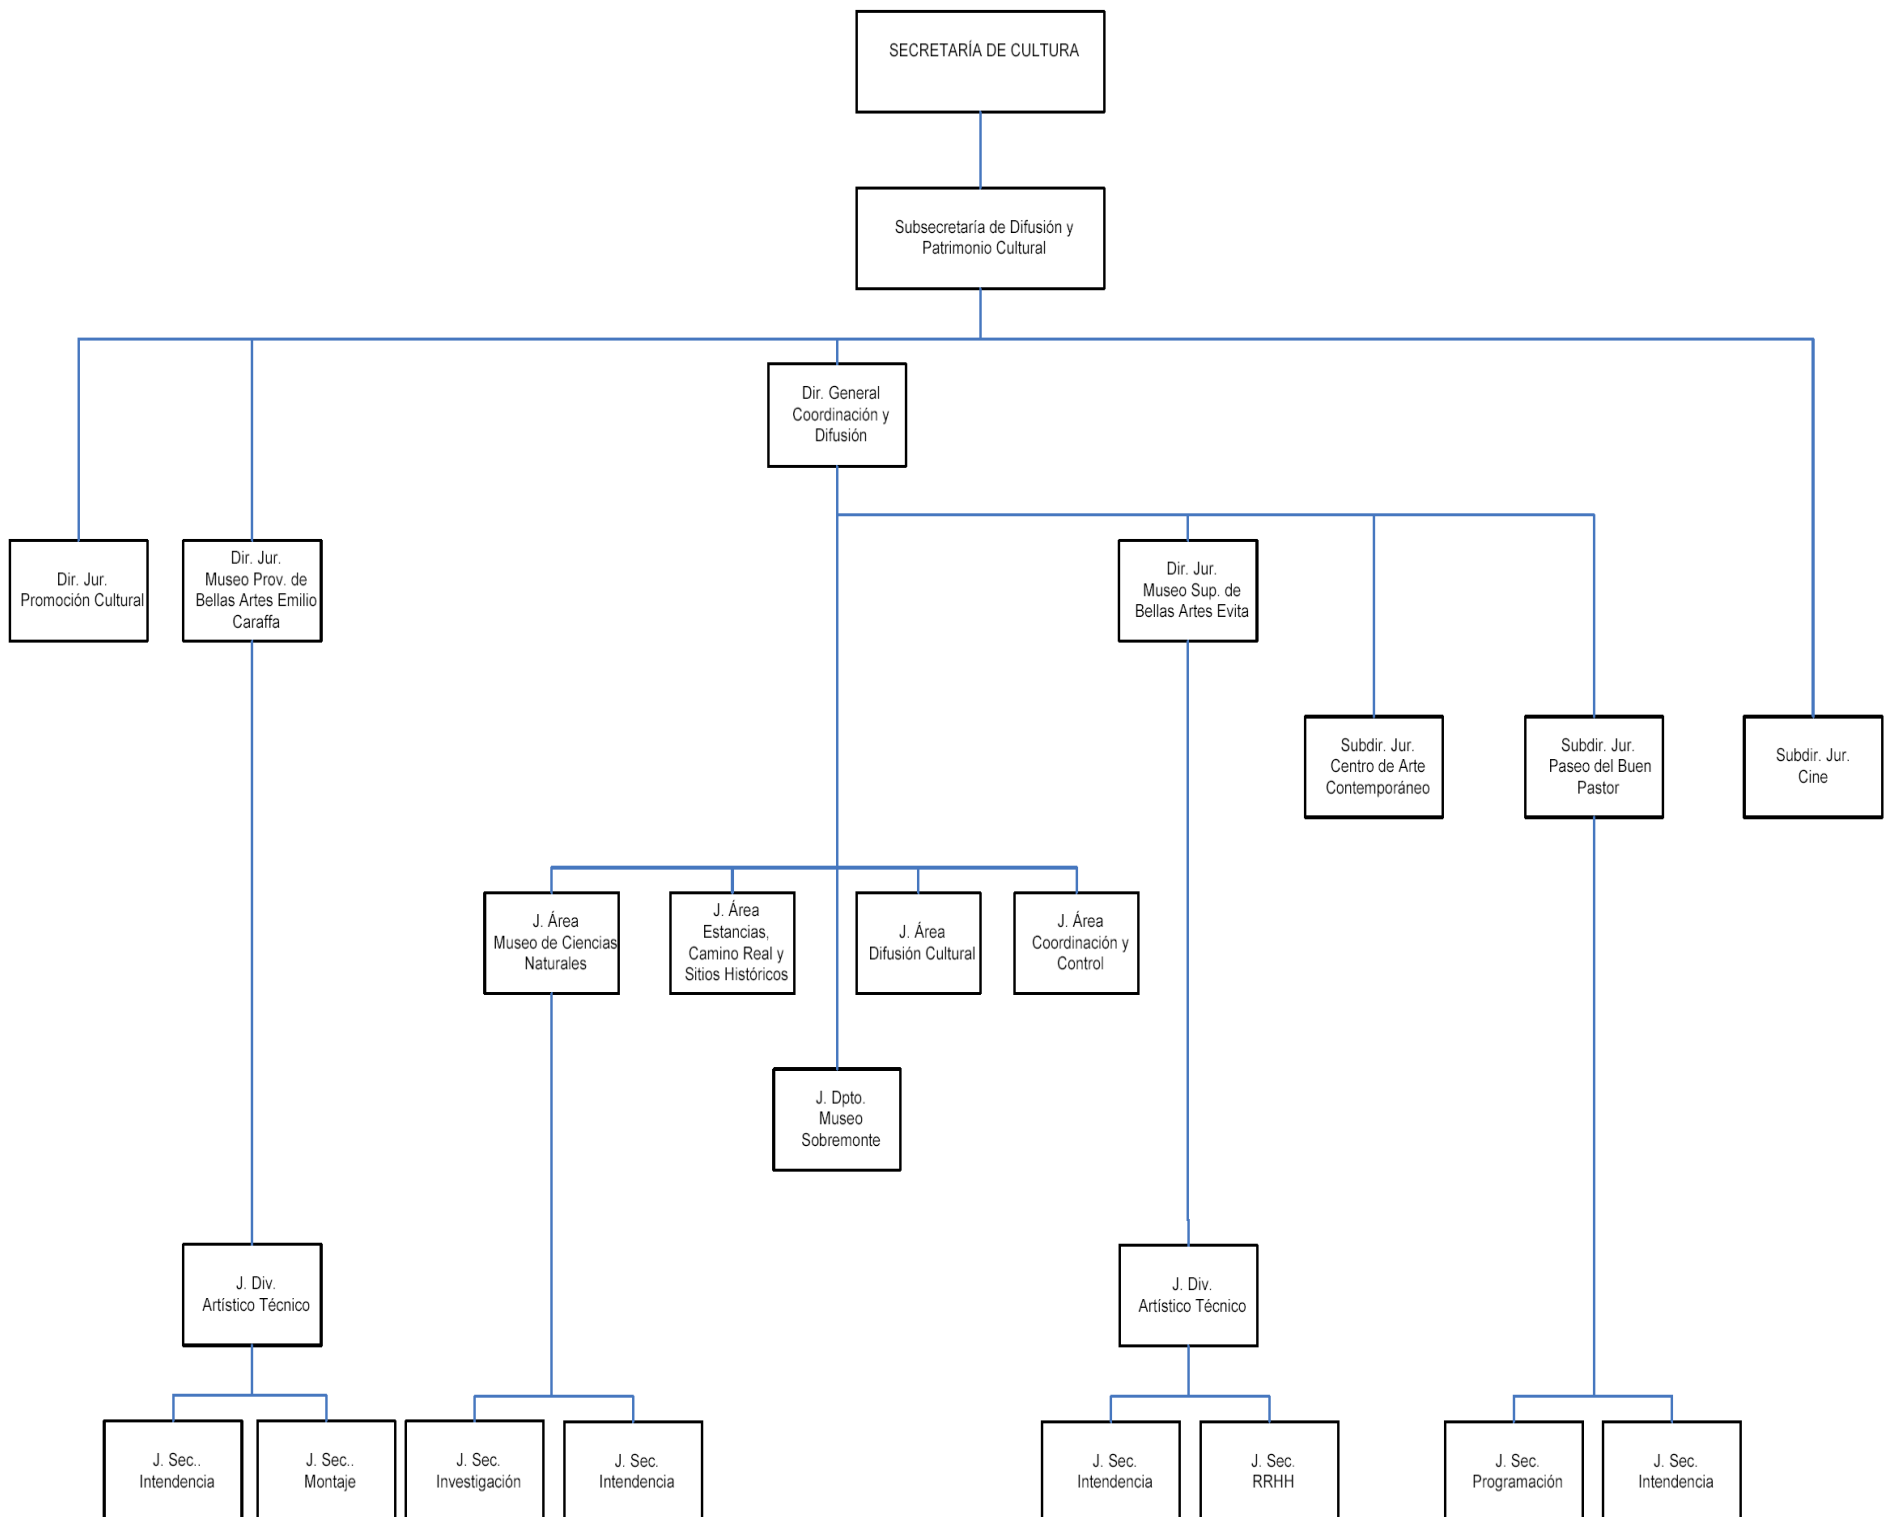 SECRETARÍA DE CULTURA
Subsecretaría de Difusión y
Patrimonio Cultural
Dir. General
Coordinación y
Difusión
Dir. Jur.
Promoción Cultural
Dir. Jur.
Museo Prov. de
Bellas Artes Emilio
Caraffa
Dir. Jur.
Museo Sup. de
Bellas Artes Evita
Subdir. Jur.
Centro de Arte
Contemporáneo
Subdir. Jur.
Paseo del Buen
Pastor
Subdir. Jur.
Cine
J. Área
Museo de Ciencias
Naturales
J. Área
Estancias,
Camino Real y
Sitios Históricos
J. Área
Difusión Cultural
J. Área
Coordinación y
Control
J. Dpto.
Museo
Sobremonte
J. Div.
Artístico Técnico
J. Div.
Artístico Técnico
J. Sec..
Intendencia
J. Sec..
Montaje
J. Sec.
Investigación
J. Sec.
Intendencia
J. Sec.
Intendencia
J. Sec.
RRHH
J. Sec.
Programación
J. Sec.
Intendencia